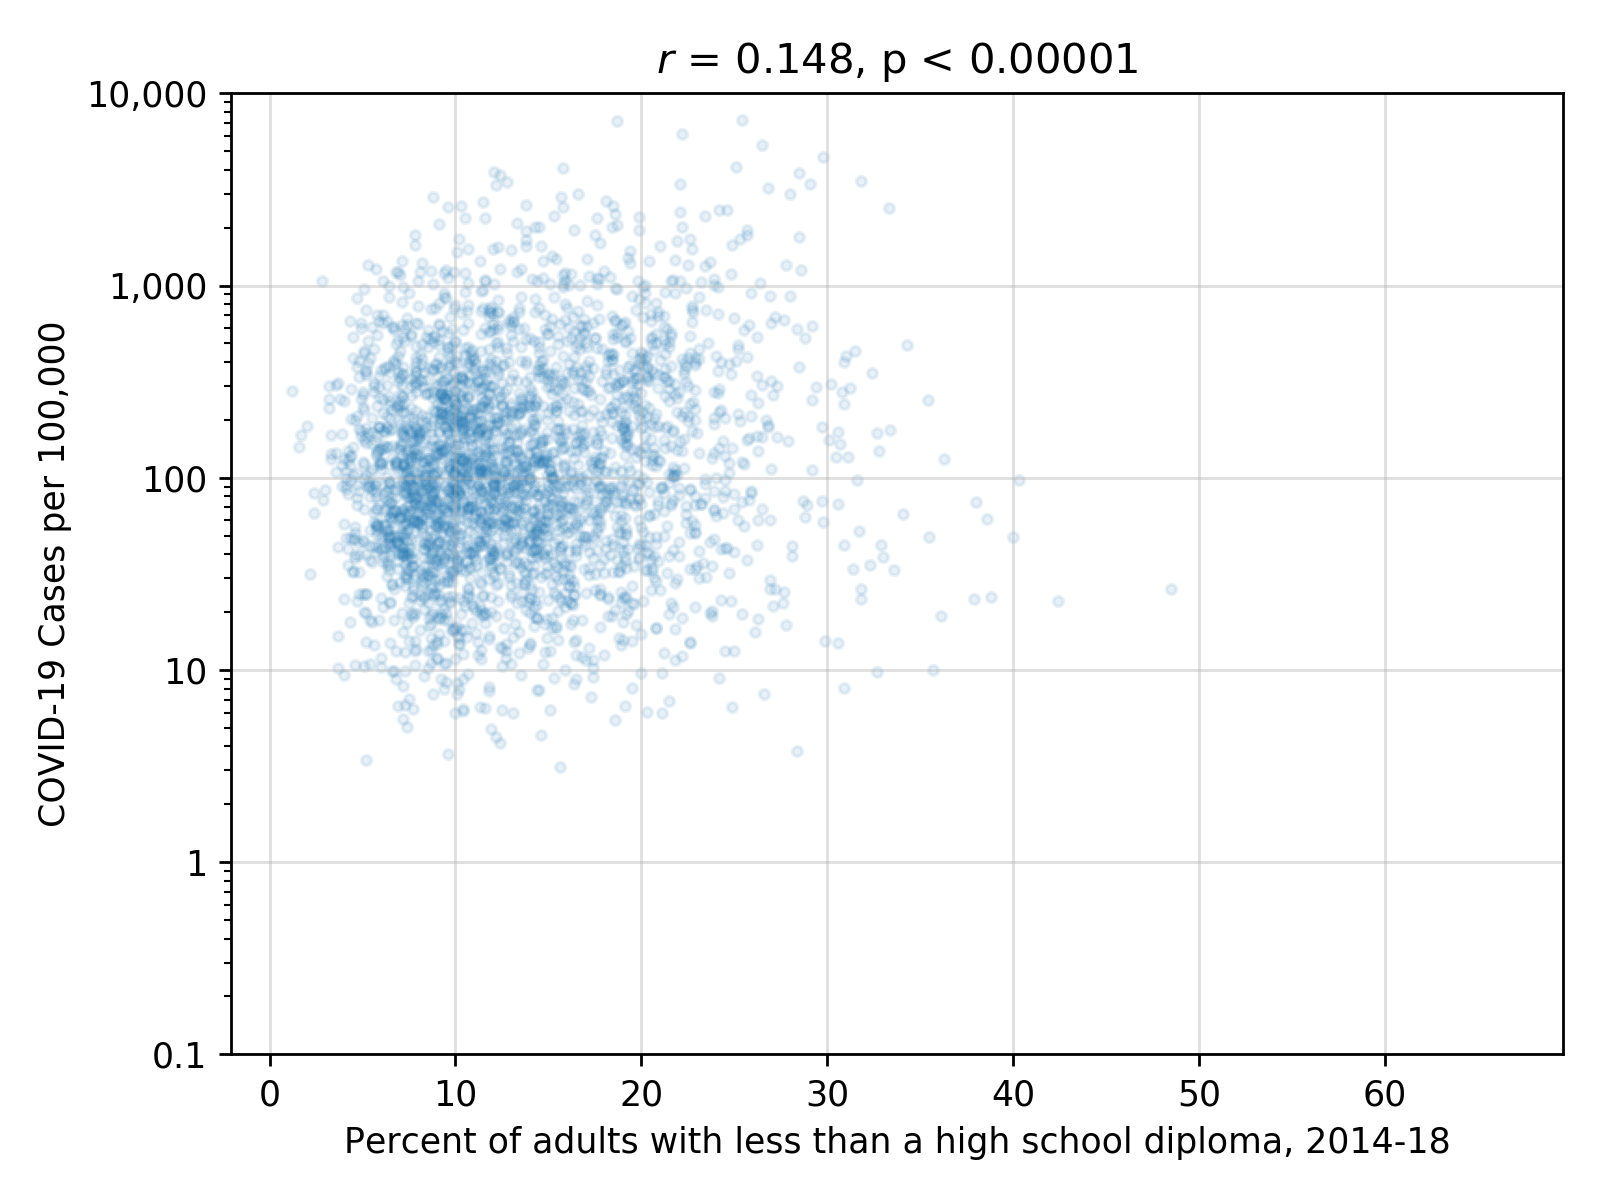 r = 0.148, p < 0.00001
10,000
1,000
100
10
1
0.1
COVID-19 Cases per 100,000
0 10 20 30 40 50 60
Percent of adults with less than a high school diploma, 2014-18